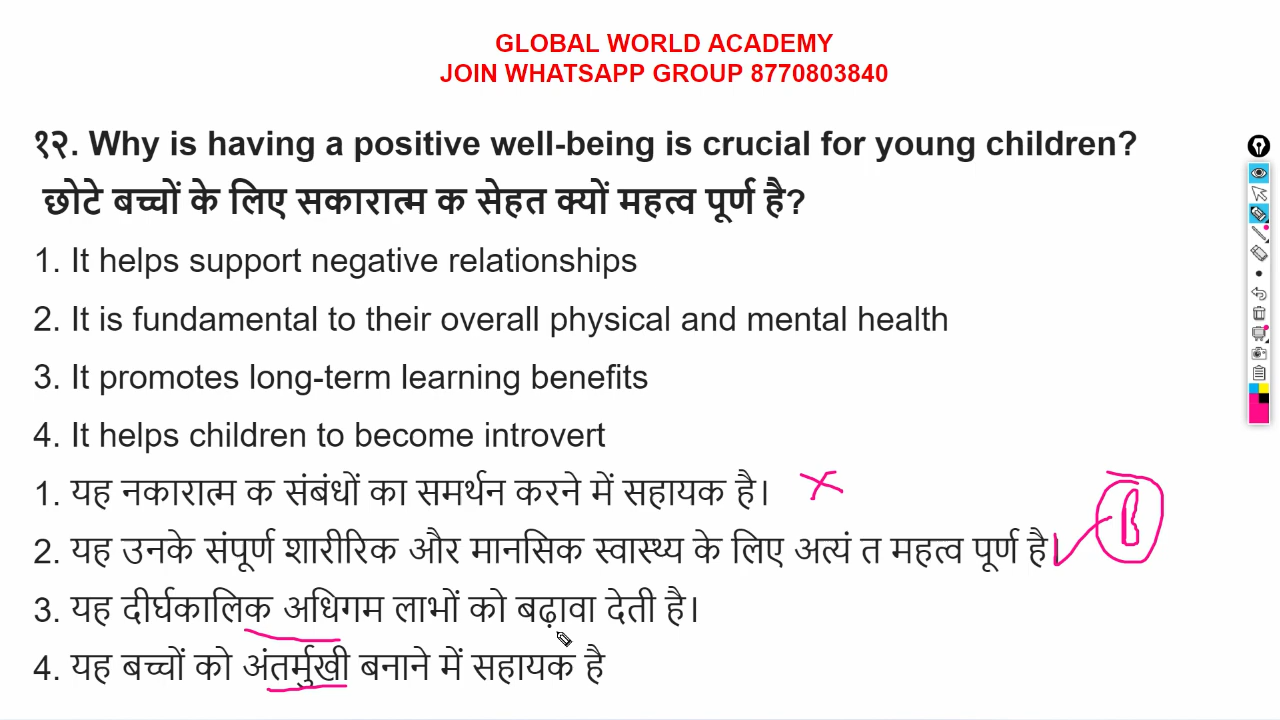 GLOBAL WORLD ACADEMY
JOIN WHATSAPP GROUP 8770803840
१२. Why is having a positive well-being is crucial for young children?
छोटे बच्चों के लिए सकारात्म क सेहत क्यों महत्व पूर्ण है?
1. It helps support negative relationships
2. It is fundamental to their overall physical and mental health
3. It promotes long-term learning benefits
4. It helps children to become introvert
1. यह नकारात्म क संबंधों का समर्थन करने में सहायक है।
2. यह उनके संपूर्ण शारीरिक और मानसिक स्वास्थ्य के लिए अत्यं त महत्व पूर्ण है।
3. यह दीर्घकालिक अधिगम लाभों को बढ़ावा देती है।
4. यह बच्चों को अंतर्मुखी बनाने में सहायक है